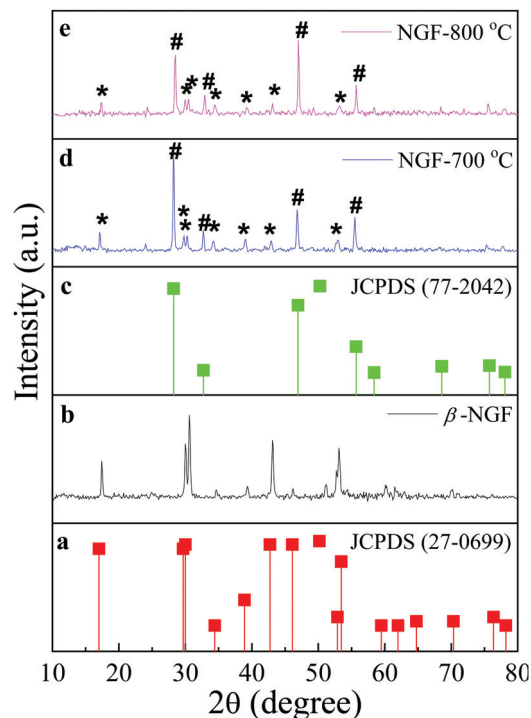 e
NGF-800 °C
# # # #
* * * * * * *
d
NGF-700 °C
# # # #
* * * * * * *
c
JCPDS (77-2042)
b
β-NGF
a
JCPDS (27-0699)
10 20 30 40 50 60 70 80
2θ (degree)
Intensity (a.u.)